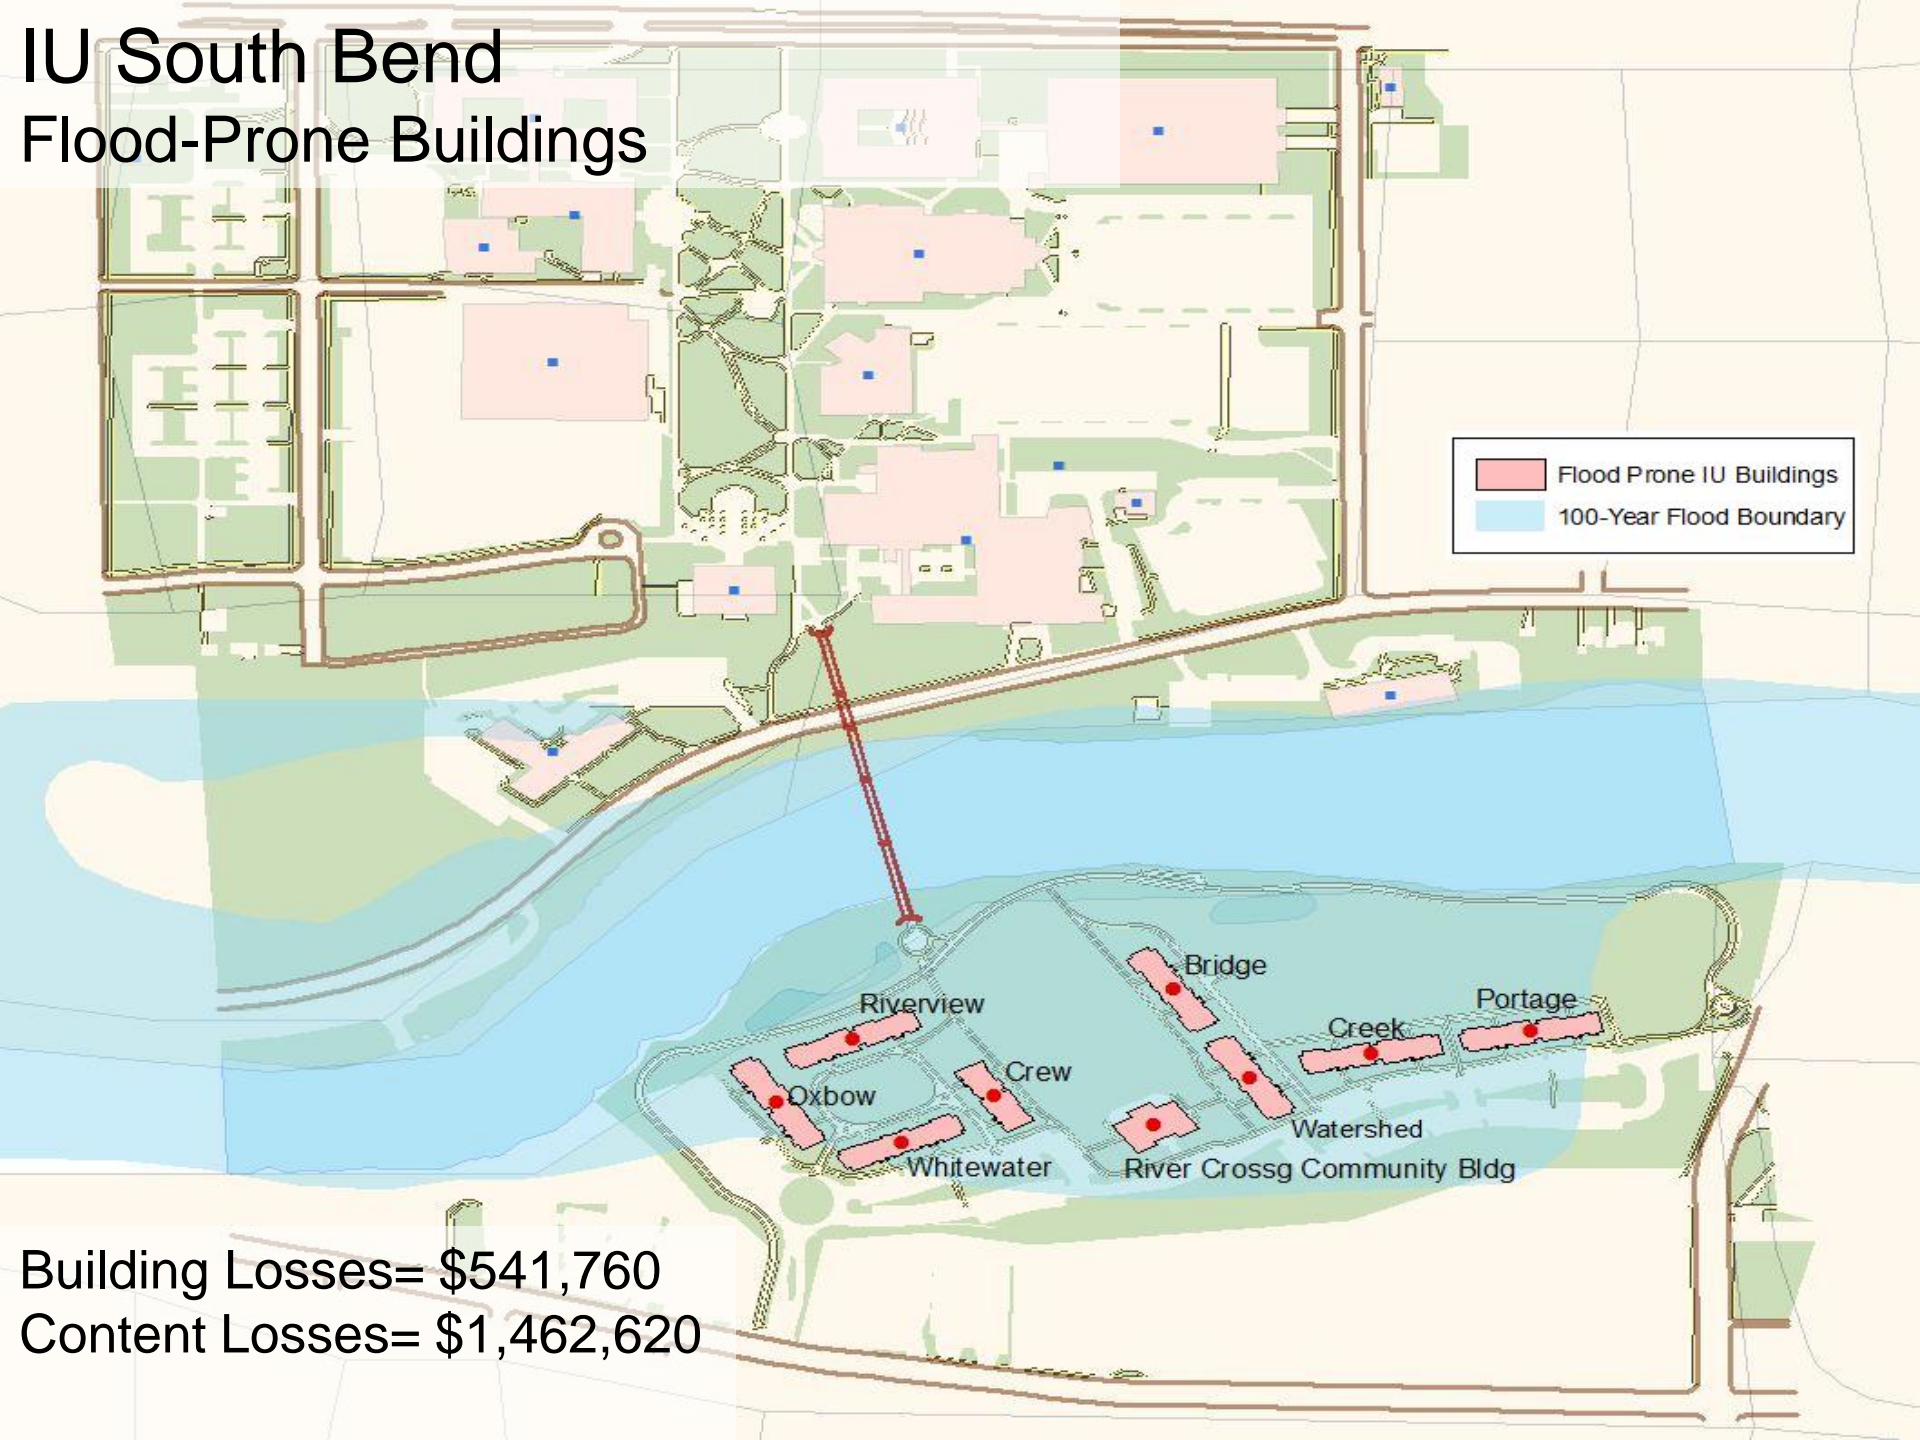 IU South Bend
Flood-Prone Buildings
Flood Prone IU Buildings
100-Year Flood Boundary
Bridge
Riverview
Portage
Creek
Crew
Oxbow
Watershed
Whitewater
River Crossg Community Bldg
Building Losses= $541,760
Content Losses= $1,462,620